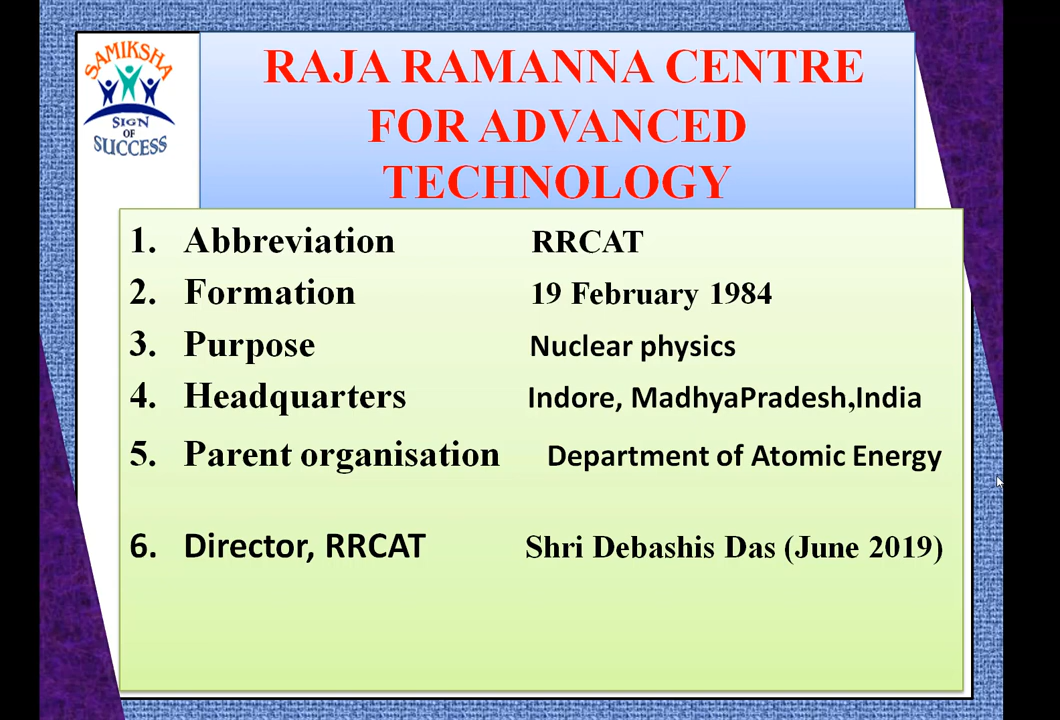 SAMIKSHA
SIGN
OF
SUCCESS
RAJA RAMANNA CENTRE
FOR ADVANCED
TECHNOLOGY
1. Abbreviation RRCAT
2. Formation 19 February 1984
3. Purpose Nuclear physics
4. Headquarters Indore, MadhyaPradesh,India
5. Parent organisation Department of Atomic Energy
6. Director, RRCAT Shri Debashis Das (June 2019)